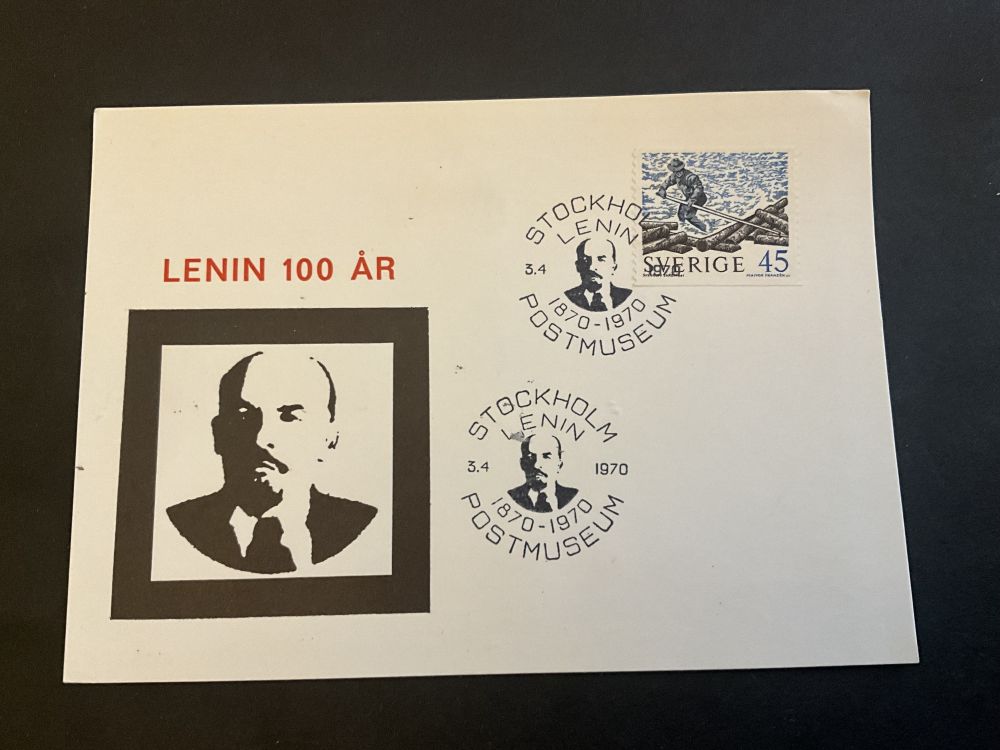 LENIN 100 ÅR
STOCKHOLM
LENIN
3.4 1970
1870-1970
POSTMUSEUM
SVERIGE 45
STOCKHOLM
LENIN
3.4 1970
1870-1970
POSTMUSEUM